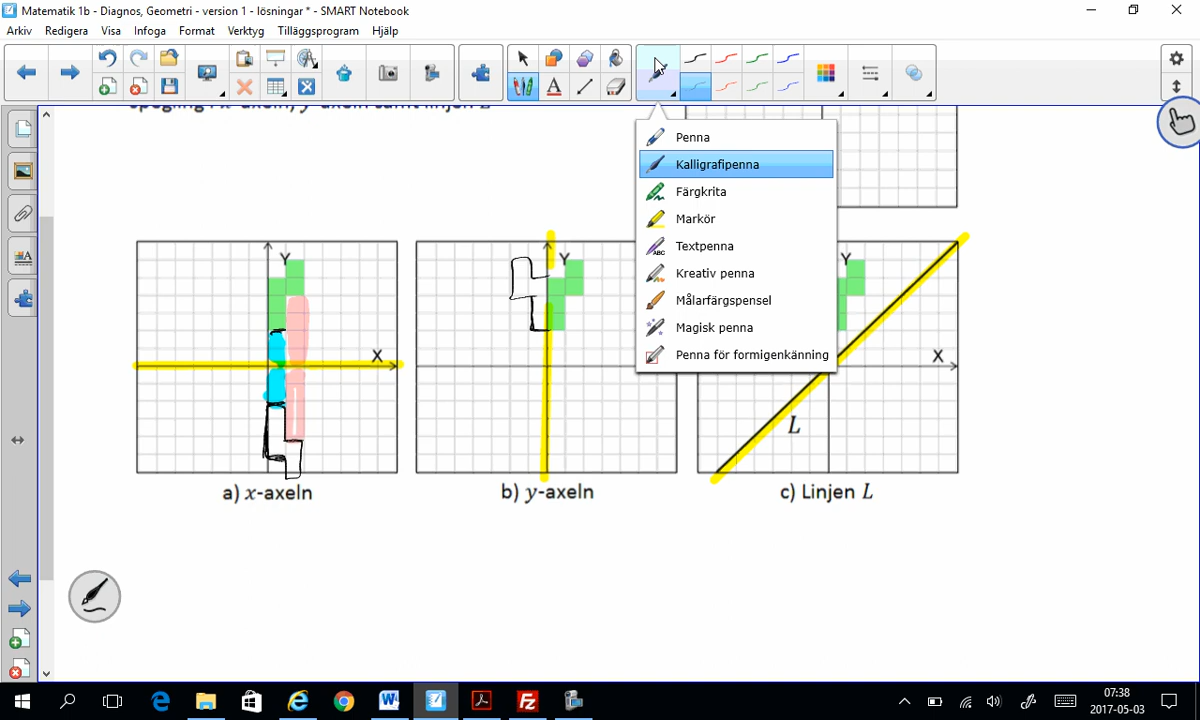 Matematik 1b - Diagnos, Geometri - version 1 - lösningar * - SMART Notebook
Arkiv Redigera Visa Infoga Format Verktyg Tilläggsprogram Hjälp
A
Penna
Kalligrafipenna
Färgkrita
Markör
ABC Textpenna
Kreativ penna
Målarfärgspensel
Magisk penna
Penna för formigenkänning
Y Y Y
X X
L
a) x-axeln b) y-axeln c) Linjen L
07:38
2017-05-03